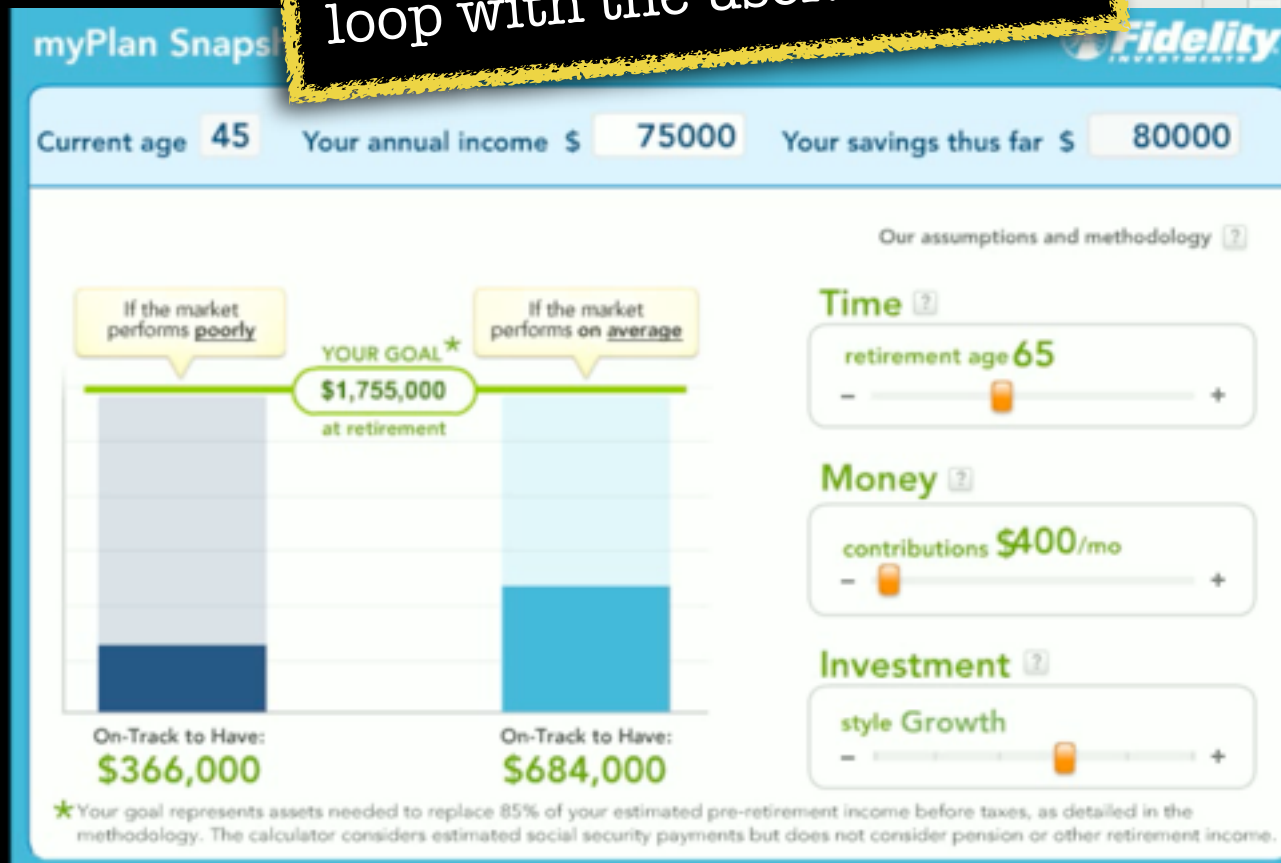 loop with the
myPlan
Fidelity
INVESTMENTS
Current age 45 Your annual income $ 75000 Your savings thus far $ 80000
Our assumptions and methodology ?
If the market
performs poorly
If the market
performs on average
YOUR GOAL*
$1,755,000
at retirement
Time ?
retirement age 65
- +
Money ?
contributions $400/mo
- +
Investment ?
style Growth
- +
On-Track to Have:
$366,000
On-Track to Have:
$684,000
*Your goal represents assets needed to replace 85% of your estimated pre-retirement income before taxes, as detailed in the
methodology. The calculator considers estimated social security payments but does not consider pension or other retirement income.